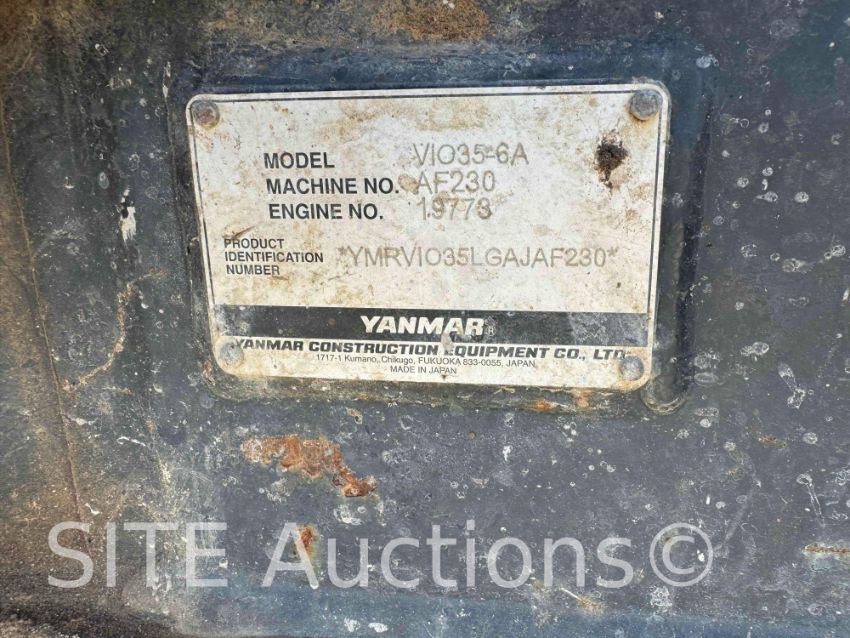 MODEL VIO35-6A
MACHINE NO. AF230
ENGINE NO. 19773
PRODUCT
IDENTIFICATION
NUMBER *YMRVIO35LGAJAF230*
YANMAR®
YANMAR CONSTRUCTION EQUIPMENT CO., LTD.
1717-1 Kumano, Chikugo, FUKUOKA 833-0055, JAPAN
MADE IN JAPAN
SITE Auctions©